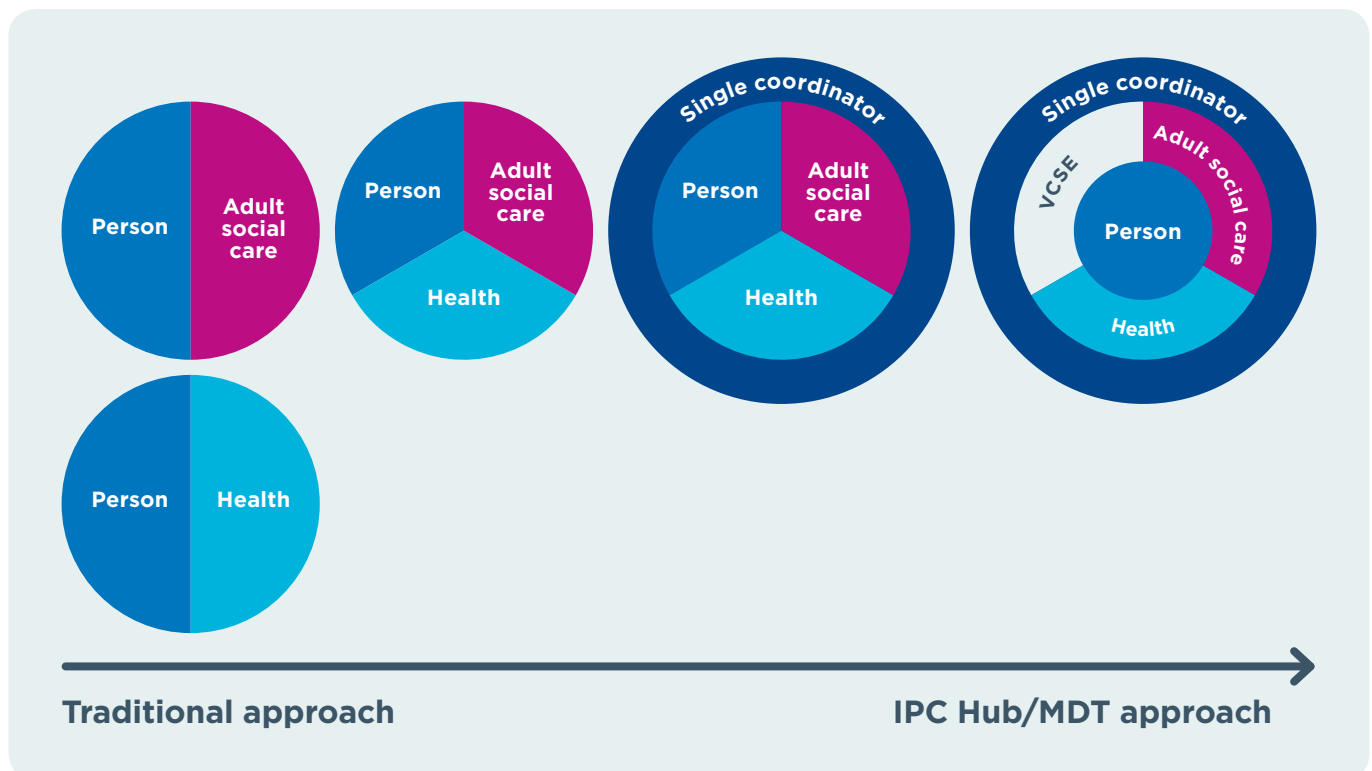 Person
Adult
social
care
Person
Adult
social
care
Health
Single coordinator
Person
Adult
social
care
Health
Single coordinator
VCSE
Adult social care
Person
Health
Person
Health
Traditional approach
IPC Hub/MDT approach